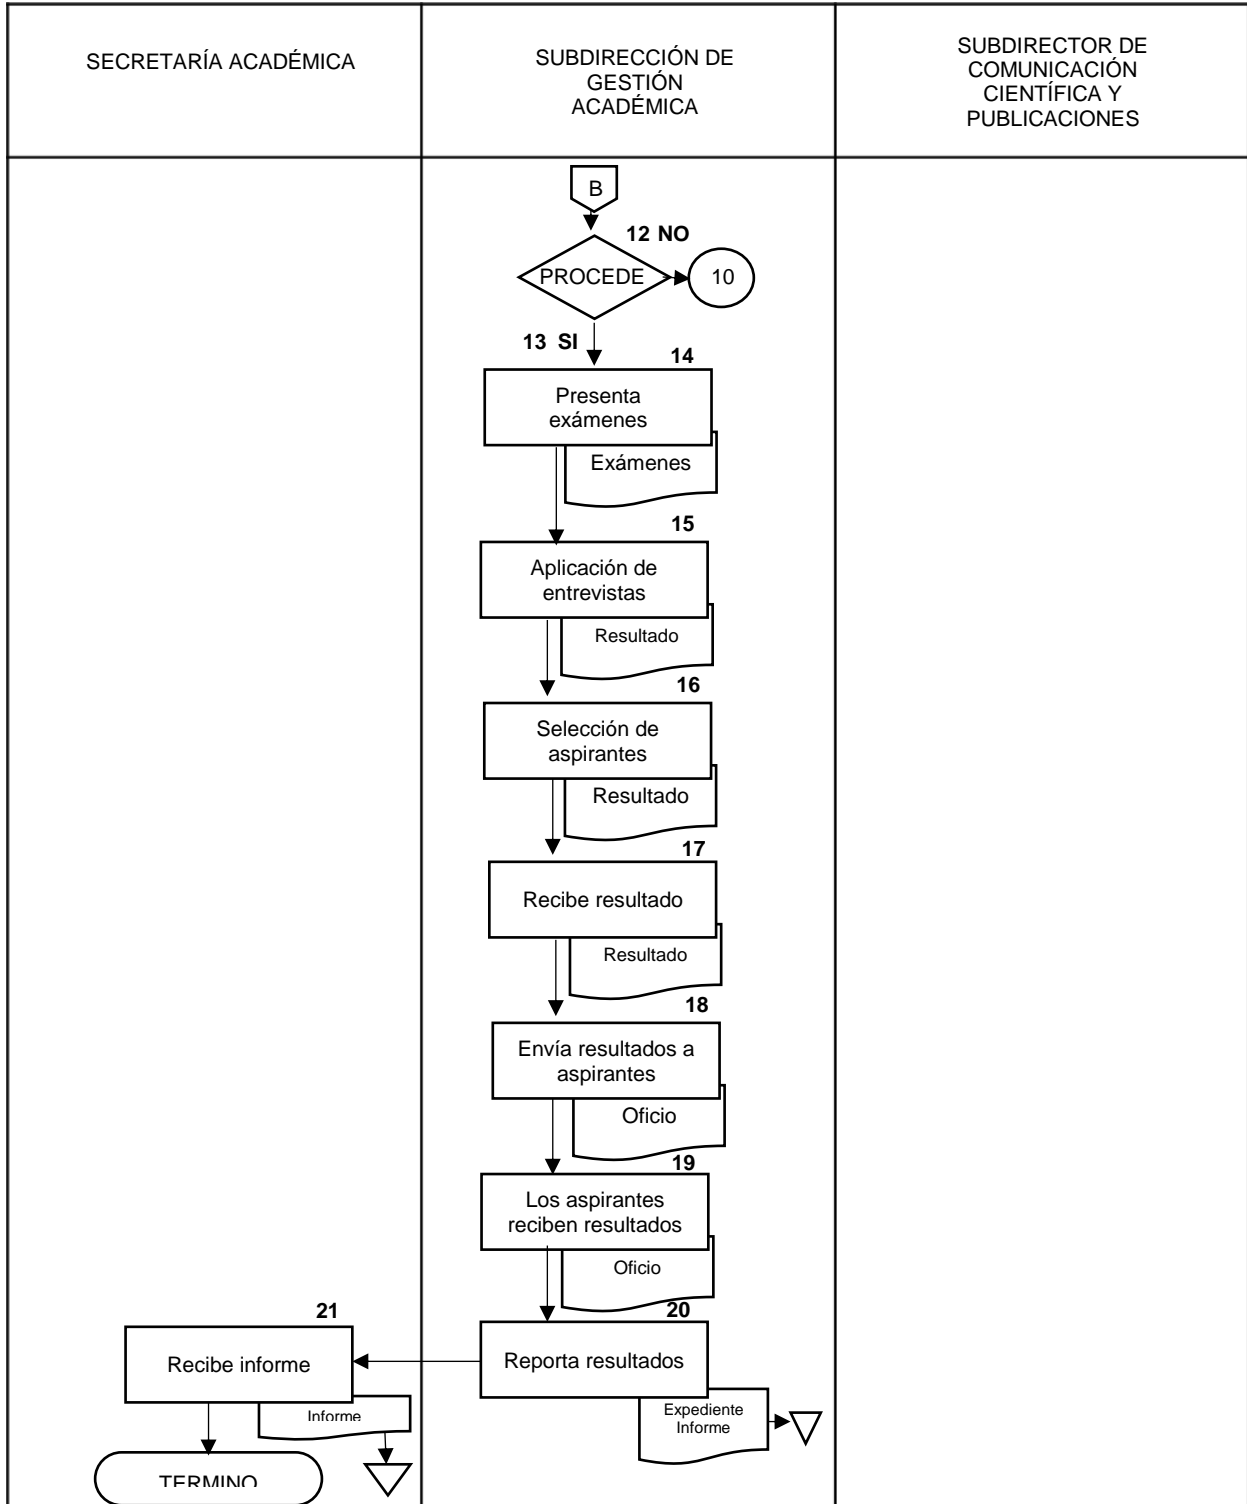 SECRETARÍA ACADÉMICA
SUBDIRECCIÓN DE
GESTIÓN
ACADÉMICA
SUBDIRECTOR DE
COMUNICACIÓN
CIENTÍFICA Y
PUBLICACIONES
B
12 NO
PROCEDE
10
13 SI
14
Presenta
exámenes
Exámenes
15
Aplicación de
entrevistas
Resultado
16
Selección de
aspirantes
Resultado
17
Recibe resultado
Resultado
18
Envía resultados a
aspirantes
Oficio
19
Los aspirantes
reciben resultados
Oficio
20
Reporta resultados
Expediente
Informe
21
Recibe informe
Informe
TERMINO